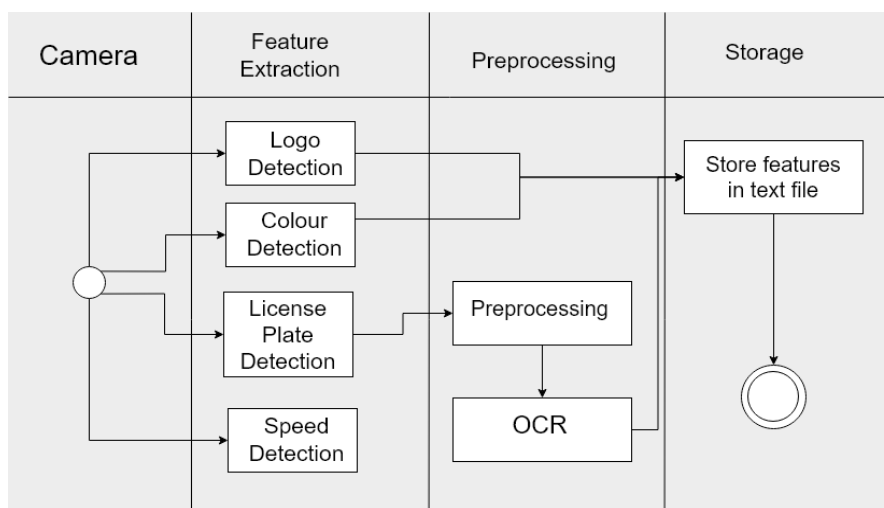 Camera
Feature
Extraction
Preprocessing
Storage
Logo
Detection
Colour
Detection
License
Plate
Detection
Speed
Detection
Preprocessing
OCR
Store features
in text file